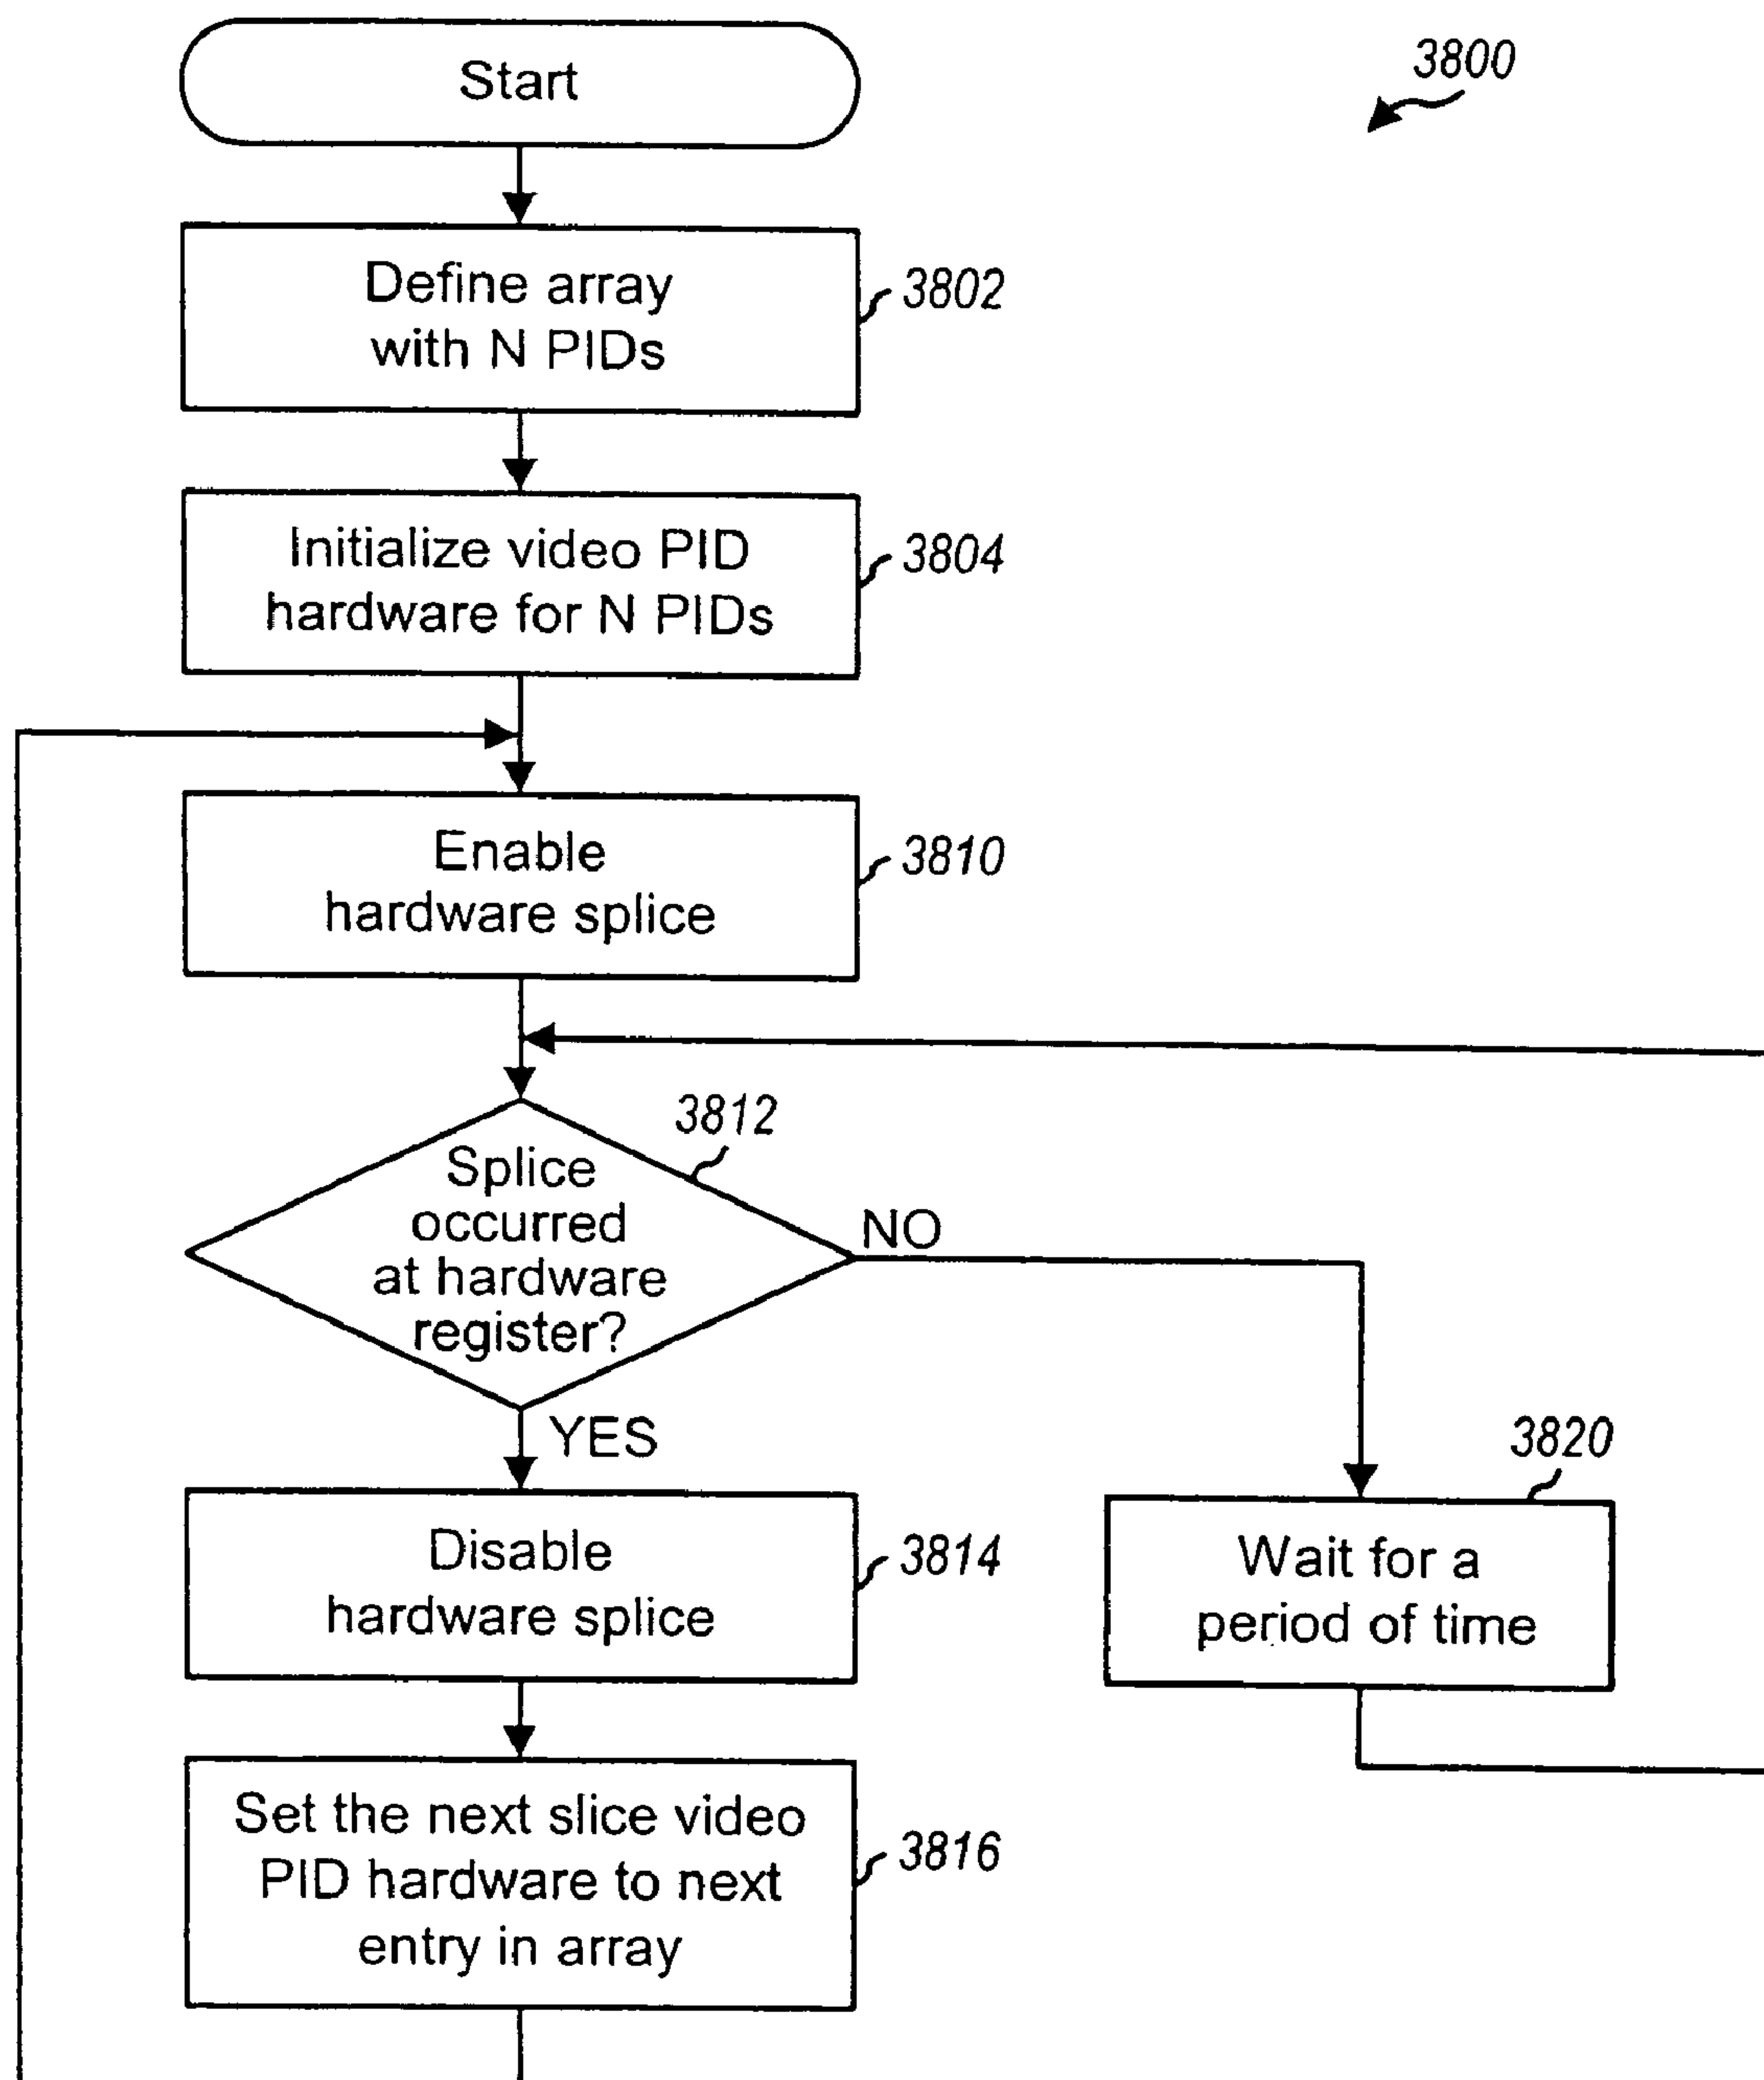 Start
3800
Define array
with N PIDs
3802
Initialize video PID
hardware for N PIDs
3804
Enable
hardware splice
3810
3812
Splice
occurred
at hardware
register?
NO
YES
Disable
hardware splice
3814
3820
Wait for a
period of time
Set the next slice video
PID hardware to next
entry in array
3816